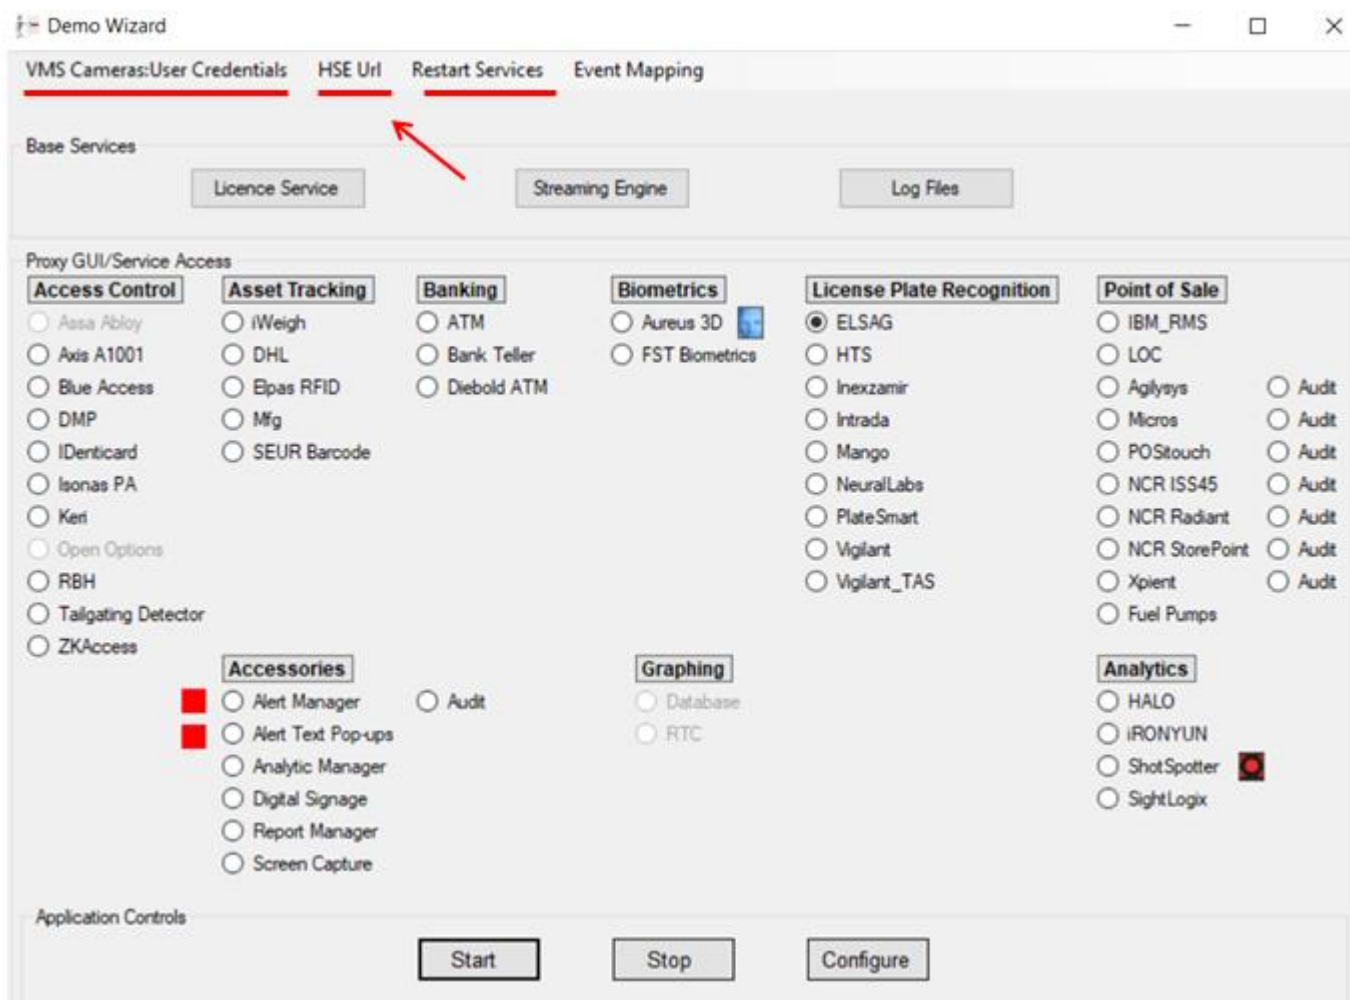 Demo Wizard
VMS Cameras:User Credentials HSE Url Restart Services Event Mapping
Base Services
Licence Service Streaming Engine Log Files
Proxy GUI/Service Access
Access Control Asset Tracking Banking Biometrics License Plate Recognition Point of Sale
Assa Abloy iWeigh ATM Aureus 3D ELSAG IBM_RMS
Axis A1001 DHL Bank Teller FST Biometrics HTS LOC
Blue Access Elpas RFID Diebold ATM Inexzamir Agilysys Audit
DMP Mfg Intrada Micros Audit
IDenticard SEUR Barcode Mango POStouch Audit
Isonas PA NeuralLabs NCR ISS45 Audit
Keri PlateSmart NCR Radiant Audit
Open Options Vigilant NCR StorePoint Audit
RBH Vigilant_TAS Xpient Audit
Tailgating Detector Fuel Pumps
ZKAccess
Accessories Graphing Analytics
Alert Manager Audit Database HALO
Alert Text Pop-ups RTC iRONYUN
Analytic Manager ShotSpotter
Digital Signage SightLogix
Report Manager
Screen Capture
Application Controls
Start Stop Configure